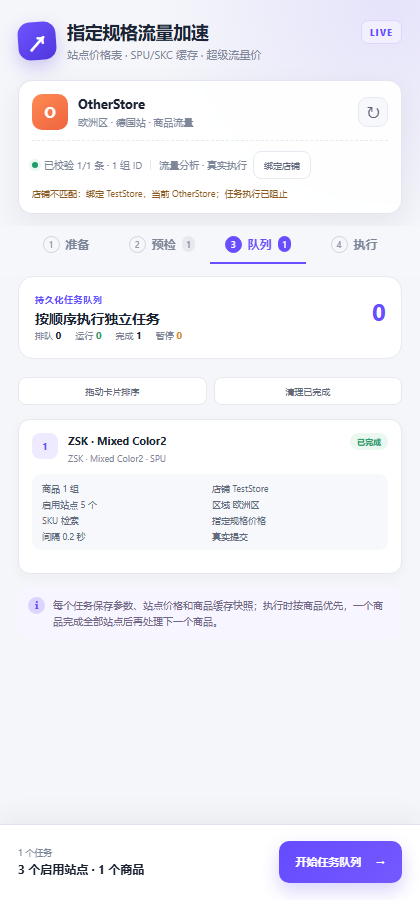 指定规格流量加速
站点价格表 · SPU/SKC 缓存 · 超级流量价
LIVE
O
OtherStore
欧洲区 · 德国站 · 商品流量
↻
已校验 1/1 条 · 1 组 ID
流量分析 · 真实执行
绑定店铺
店铺不匹配：绑定 TestStore，当前 OtherStore；任务执行已阻止
1 准备
2 预检 1
3 队列 1
4 执行
持久化任务队列
按顺序执行独立任务
排队 0 运行 0 完成 1 暂停 0
0
拖动卡片排序
清理已完成
1
ZSK · Mixed Color2
已完成
ZSK · Mixed Color2 · SPU
商品 1 组
店铺 TestStore
启用站点 5 个
区域 欧洲区
SKU 检索
指定规格价格
间隔 0.2 秒
真实提交
i
每个任务保存参数、站点价格和商品缓存快照；执行时按商品优先，一个商
品完成全部站点后再处理下一个商品。
1 个任务
3 个启用站点 · 1 个商品
开始任务队列 →